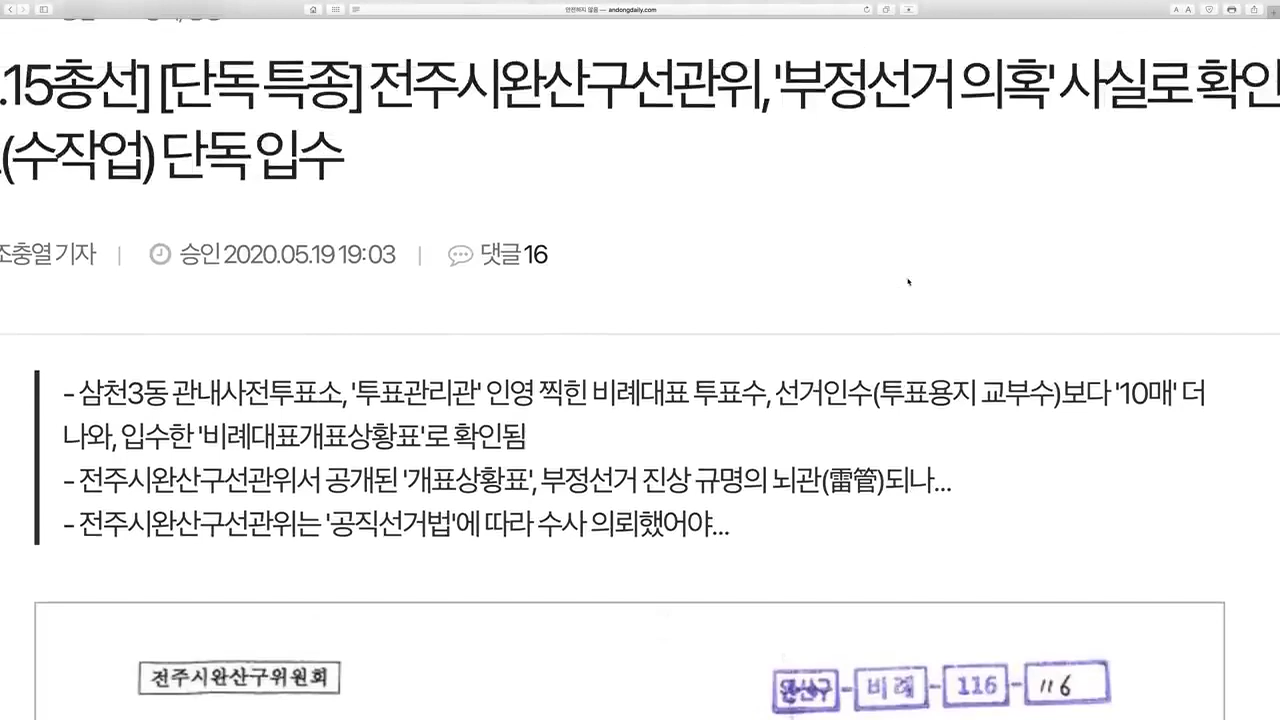 안전하지 않음 — andongdaily.com
.15총선] [단독 특종] 전주시완산구선관위, '부정선거 의혹' 사실로 확인
(수작업) 단독 입수
조충열 기자 | 승인 2020.05.19 19:03 | 댓글 16
- 삼천3동 관내사전투표소, '투표관리관' 인영 찍힌 비례대표 투표수, 선거인수(투표용지 교부수)보다 '10매' 더
나와, 입수한 '비례대표개표상황표'로 확인됨
- 전주시완산구선관위서 공개된 '개표상황표', 부정선거 진상 규명의 뇌관(雷管)되나...
- 전주시완산구선관위는 '공직선거법'에 따라 수사 의뢰했어야...
전주시완산구위원회
완산구 - 비례 - 116 - 116